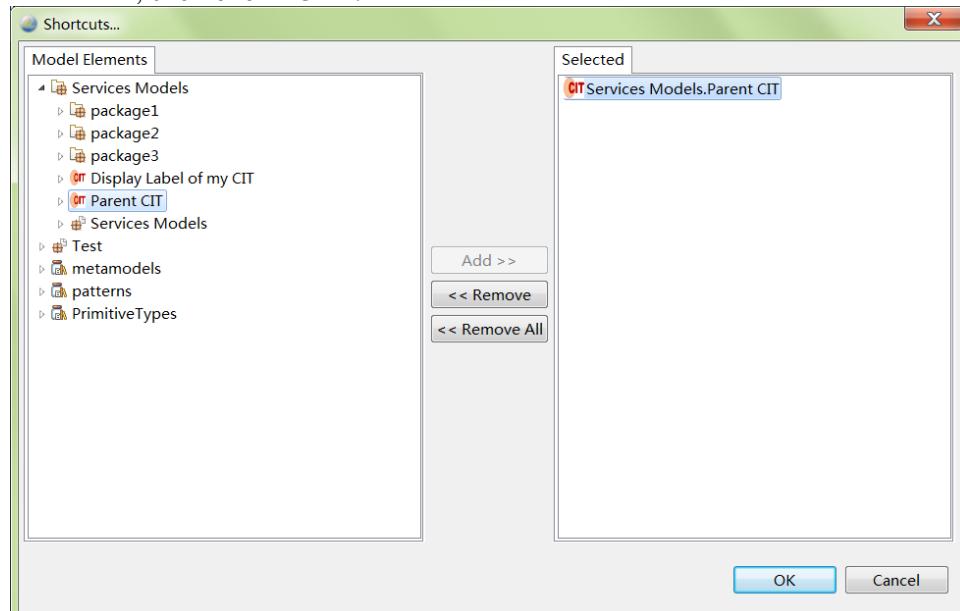 Shortcuts...
X
Model Elements
Services Models
package1
package2
package3
CIT Display Label of my CIT
CIT Parent CIT
Services Models
Test
metamodels
patterns
PrimitiveTypes
Add >>
<< Remove
<< Remove All
Selected
CIT Services Models.Parent CIT
OK
Cancel